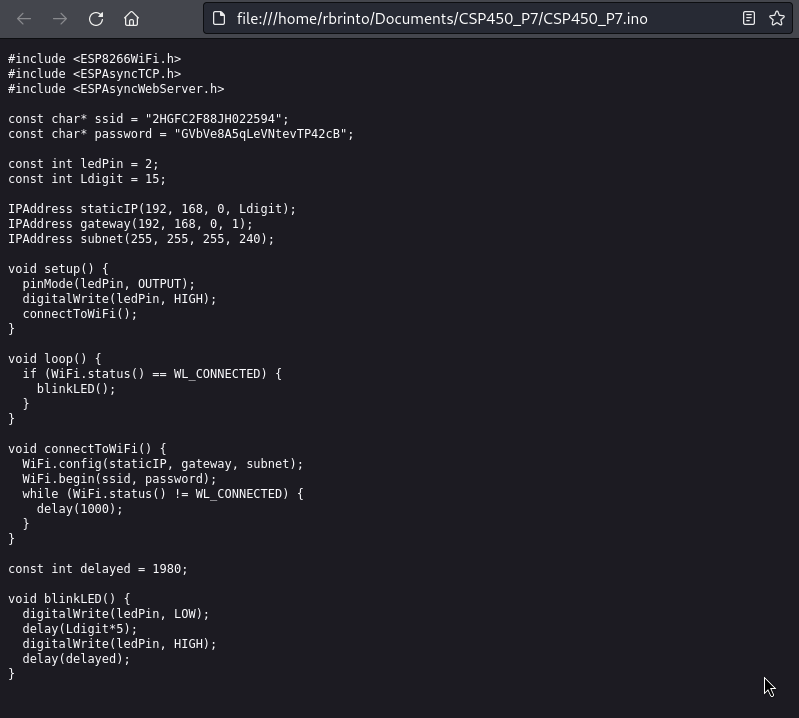 file:///home/rbrinto/Documents/CSP450_P7/CSP450_P7.ino
#include <ESP8266WiFi.h>
#include <ESPAsyncTCP.h>
#include <ESPAsyncWebServer.h>

const char* ssid = "2HGFC2F88JH022594";
const char* password = "GVbVe8A5qLeVNtevTP42cB";

const int ledPin = 2;
const int Ldigit = 15;

IPAddress staticIP(192, 168, 0, Ldigit);
IPAddress gateway(192, 168, 0, 1);
IPAddress subnet(255, 255, 255, 240);

void setup() {
  pinMode(ledPin, OUTPUT);
  digitalWrite(ledPin, HIGH);
  connectToWiFi();
}

void loop() {
  if (WiFi.status() == WL_CONNECTED) {
    blinkLED();
  }
}

void connectToWiFi() {
  WiFi.config(staticIP, gateway, subnet);
  WiFi.begin(ssid, password);
  while (WiFi.status() != WL_CONNECTED) {
    delay(1000);
  }
}

const int delayed = 1980;

void blinkLED() {
  digitalWrite(ledPin, LOW);
  delay(Ldigit*5);
  digitalWrite(ledPin, HIGH);
  delay(delayed);
}